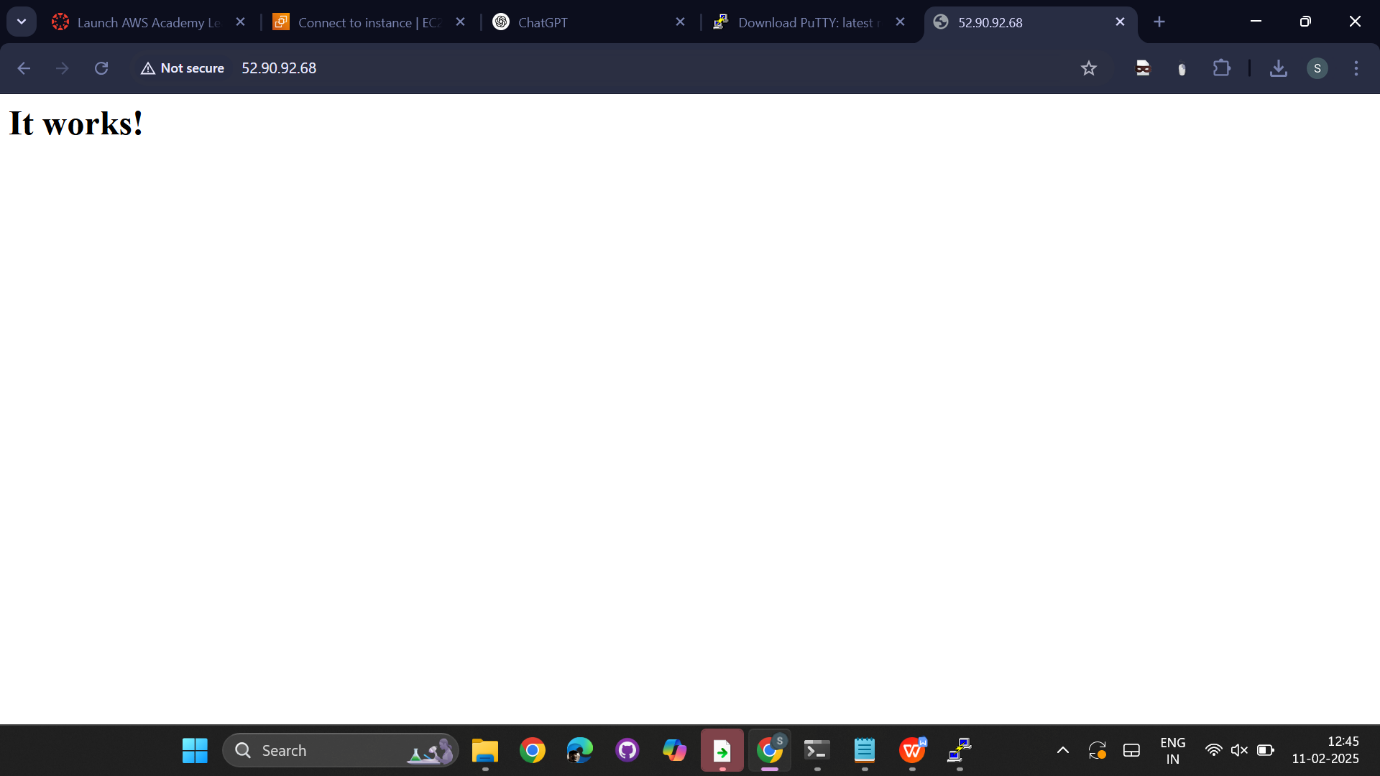 Launch AWS Academy Le
Connect to instance | EC2
ChatGPT
Download PuTTY: latest r
52.90.92.68
Not secure
52.90.92.68
S
It works!
Search
S
ENG
IN
12:45
11-02-2025